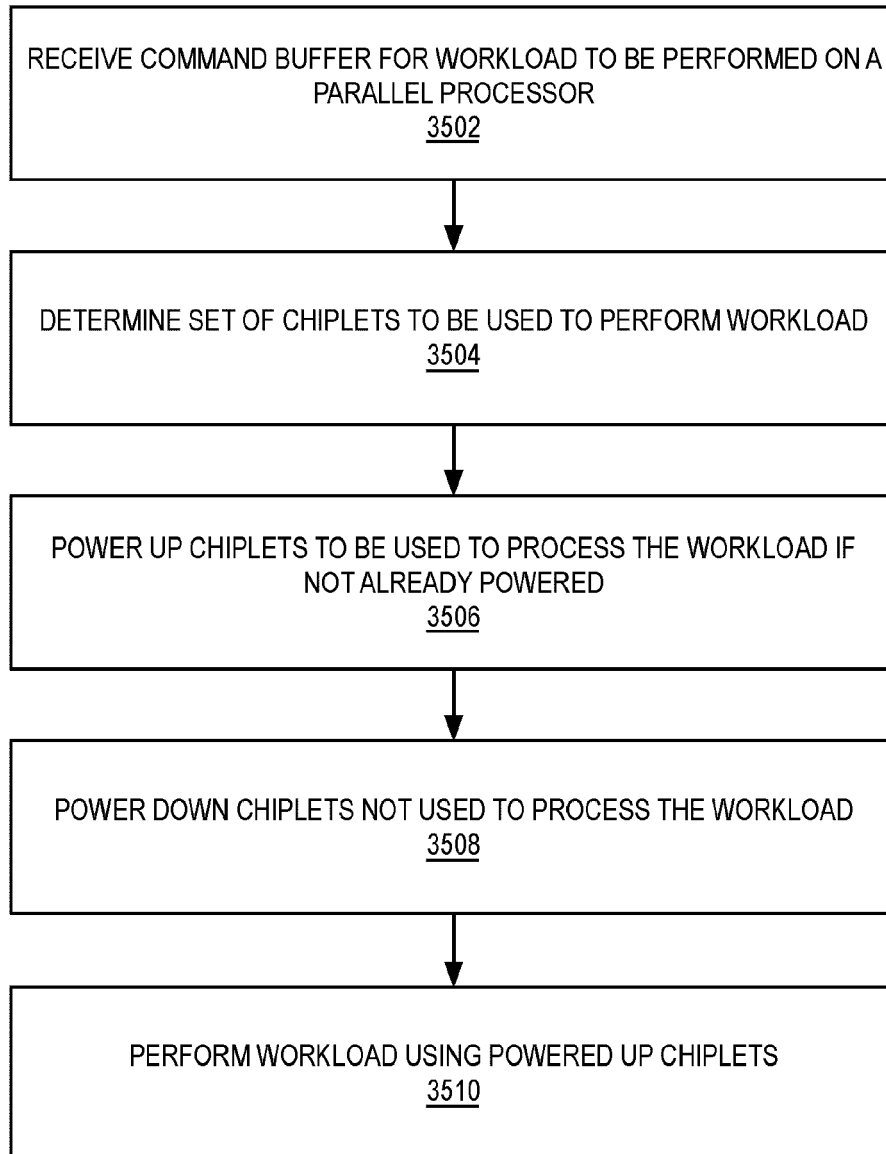 RECEIVE COMMAND BUFFER FOR WORKLOAD TO BE PERFORMED ON A
PARALLEL PROCESSOR
3502
DETERMINE SET OF CHIPLETS TO BE USED TO PERFORM WORKLOAD
3504
POWER UP CHIPLETS TO BE USED TO PROCESS THE WORKLOAD IF
NOT ALREADY POWERED
3506
POWER DOWN CHIPLETS NOT USED TO PROCESS THE WORKLOAD
3508
PERFORM WORKLOAD USING POWERED UP CHIPLETS
3510